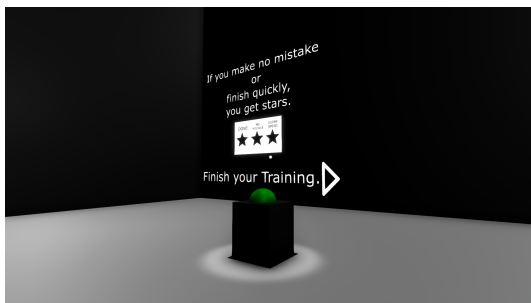 If you make no mistake
or
finish quickly,
you get stars.
Finish your Training.